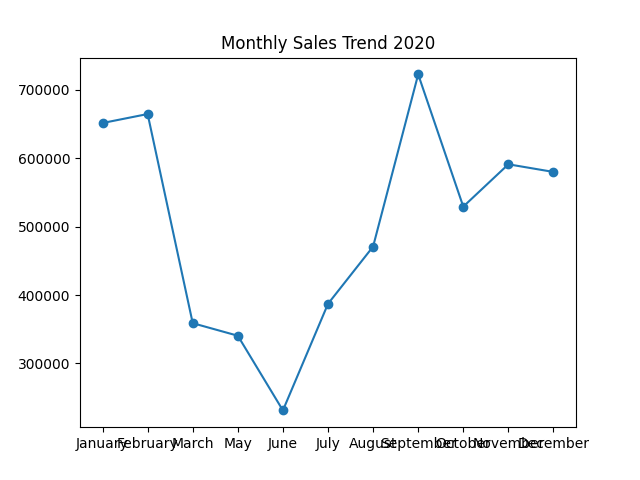 Monthly Sales Trend 2020
700000
600000
500000
400000
300000
January February March May June July August September October November December